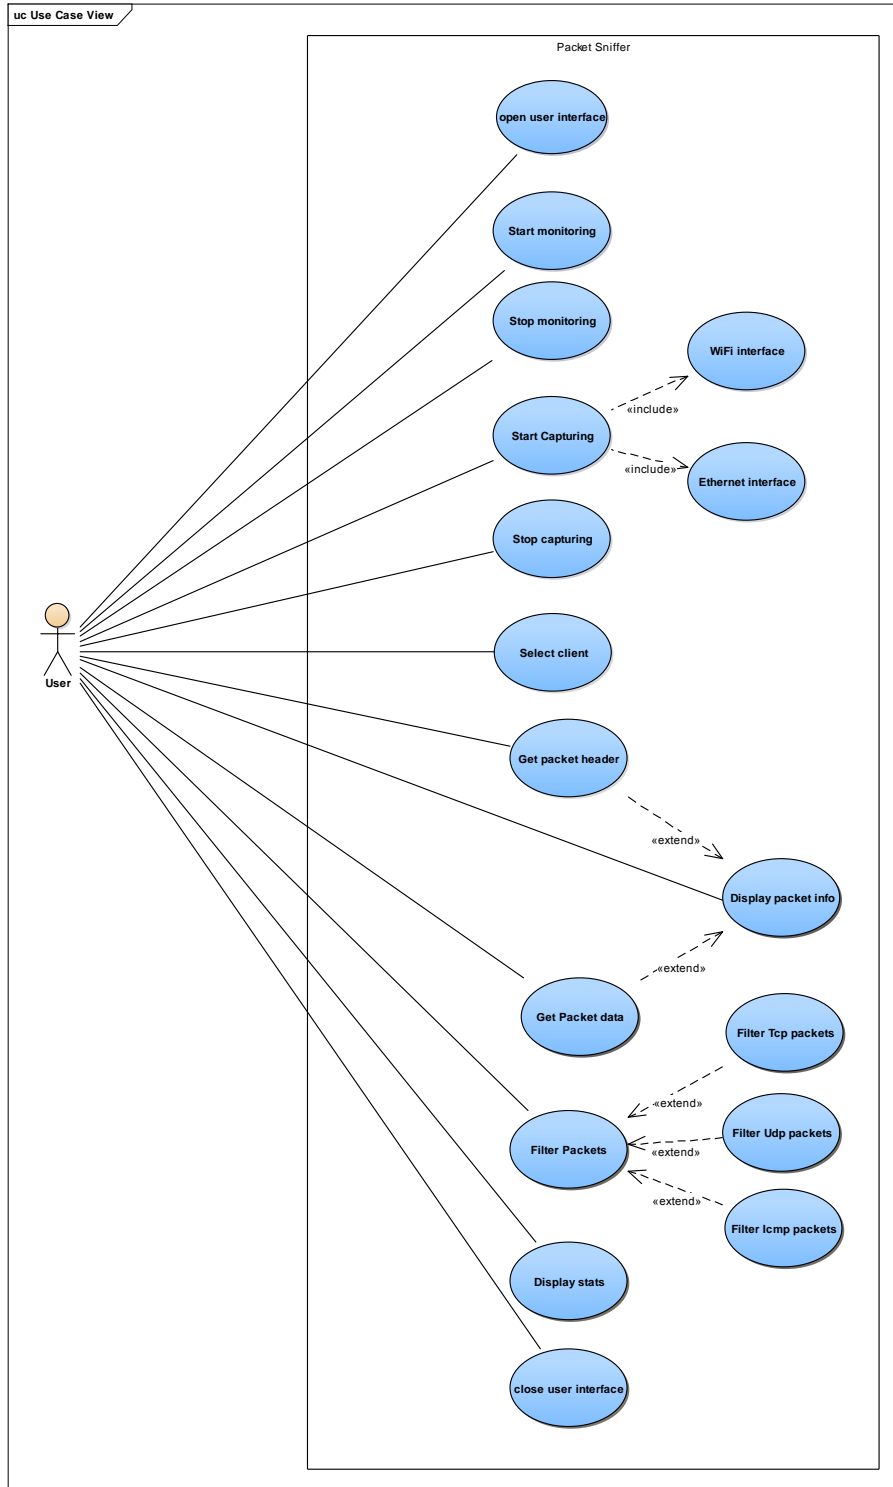 uc Use Case View
Packet Sniffer
open user interface
Start monitoring
Stop monitoring
WiFi interface
«include»
Start Capturing
«include»
Ethernet interface
Stop capturing
User
Select client
Get packet header
«extend»
Display packet info
«extend»
Get Packet data
Filter Tcp packets
«extend»
Filter Udp packets
Filter Packets
«extend»
«extend»
Filter Icmp packets
Display stats
close user interface